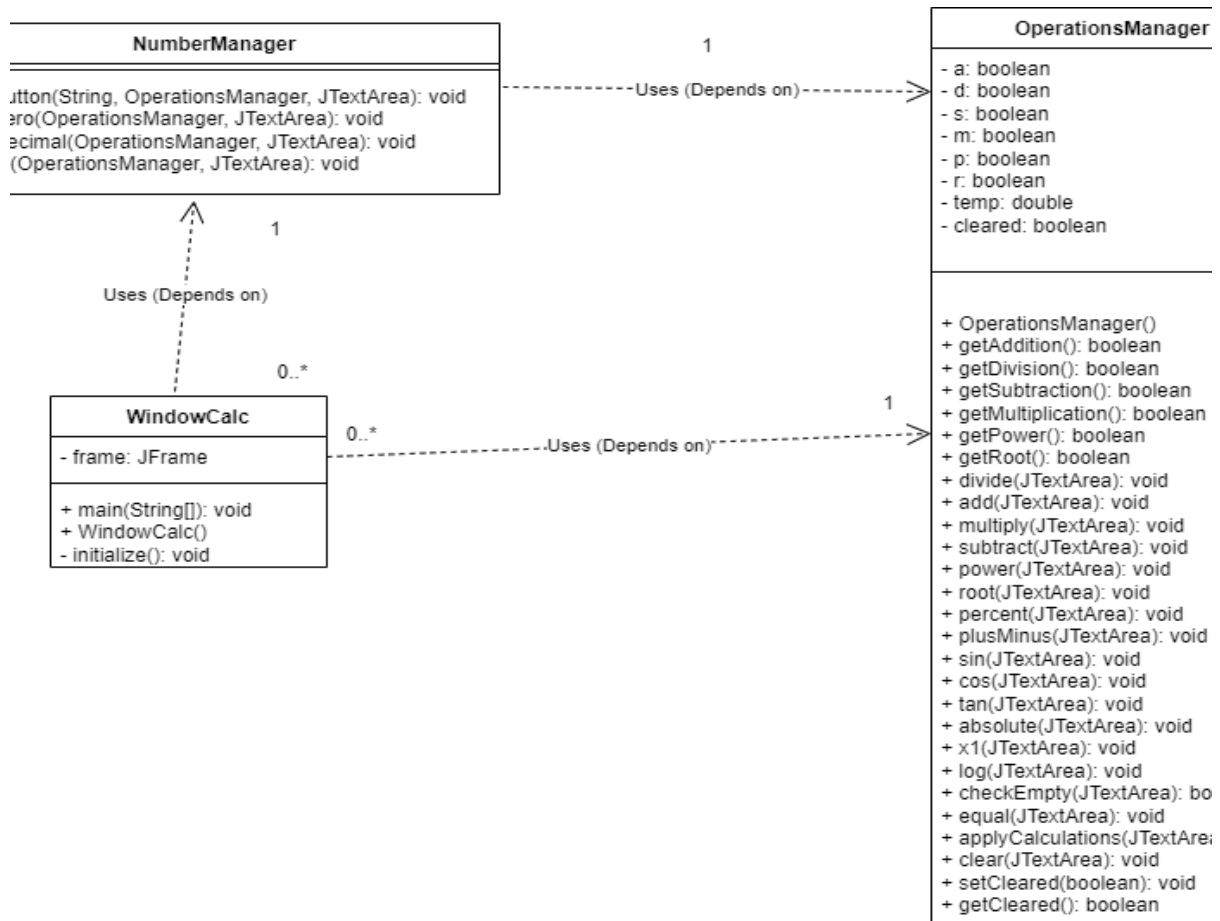 NumberManager
utton(String, OperationsManager, JTextArea): void
ero(OperationsManager, JTextArea): void
ecimal(OperationsManager, JTextArea): void
(OperationsManager, JTextArea): void
1
Uses (Depends on)
OperationsManager
- a: boolean
- d: boolean
- s: boolean
- m: boolean
- p: boolean
- r: boolean
- temp: double
- cleared: boolean
+ OperationsManager()
+ getAddition(): boolean
+ getDivision(): boolean
+ getSubtraction(): boolean
+ getMultiplication(): boolean
+ getPower(): boolean
+ getRoot(): boolean
+ divide(JTextArea): void
+ add(JTextArea): void
+ multiply(JTextArea): void
+ subtract(JTextArea): void
+ power(JTextArea): void
+ root(JTextArea): void
+ percent(JTextArea): void
+ plusMinus(JTextArea): void
+ sin(JTextArea): void
+ cos(JTextArea): void
+ tan(JTextArea): void
+ absolute(JTextArea): void
+ x1(JTextArea): void
+ log(JTextArea): void
+ checkEmpty(JTextArea): bo
+ equal(JTextArea): void
+ applyCalculations(JTextArea
+ clear(JTextArea): void
+ setCleared(boolean): void
+ getCleared(): boolean
1
Uses (Depends on)
0..*
WindowCalc
- frame: JFrame
+ main(String[]): void
+ WindowCalc()
- initialize(): void
0..*
Uses (Depends on)
1